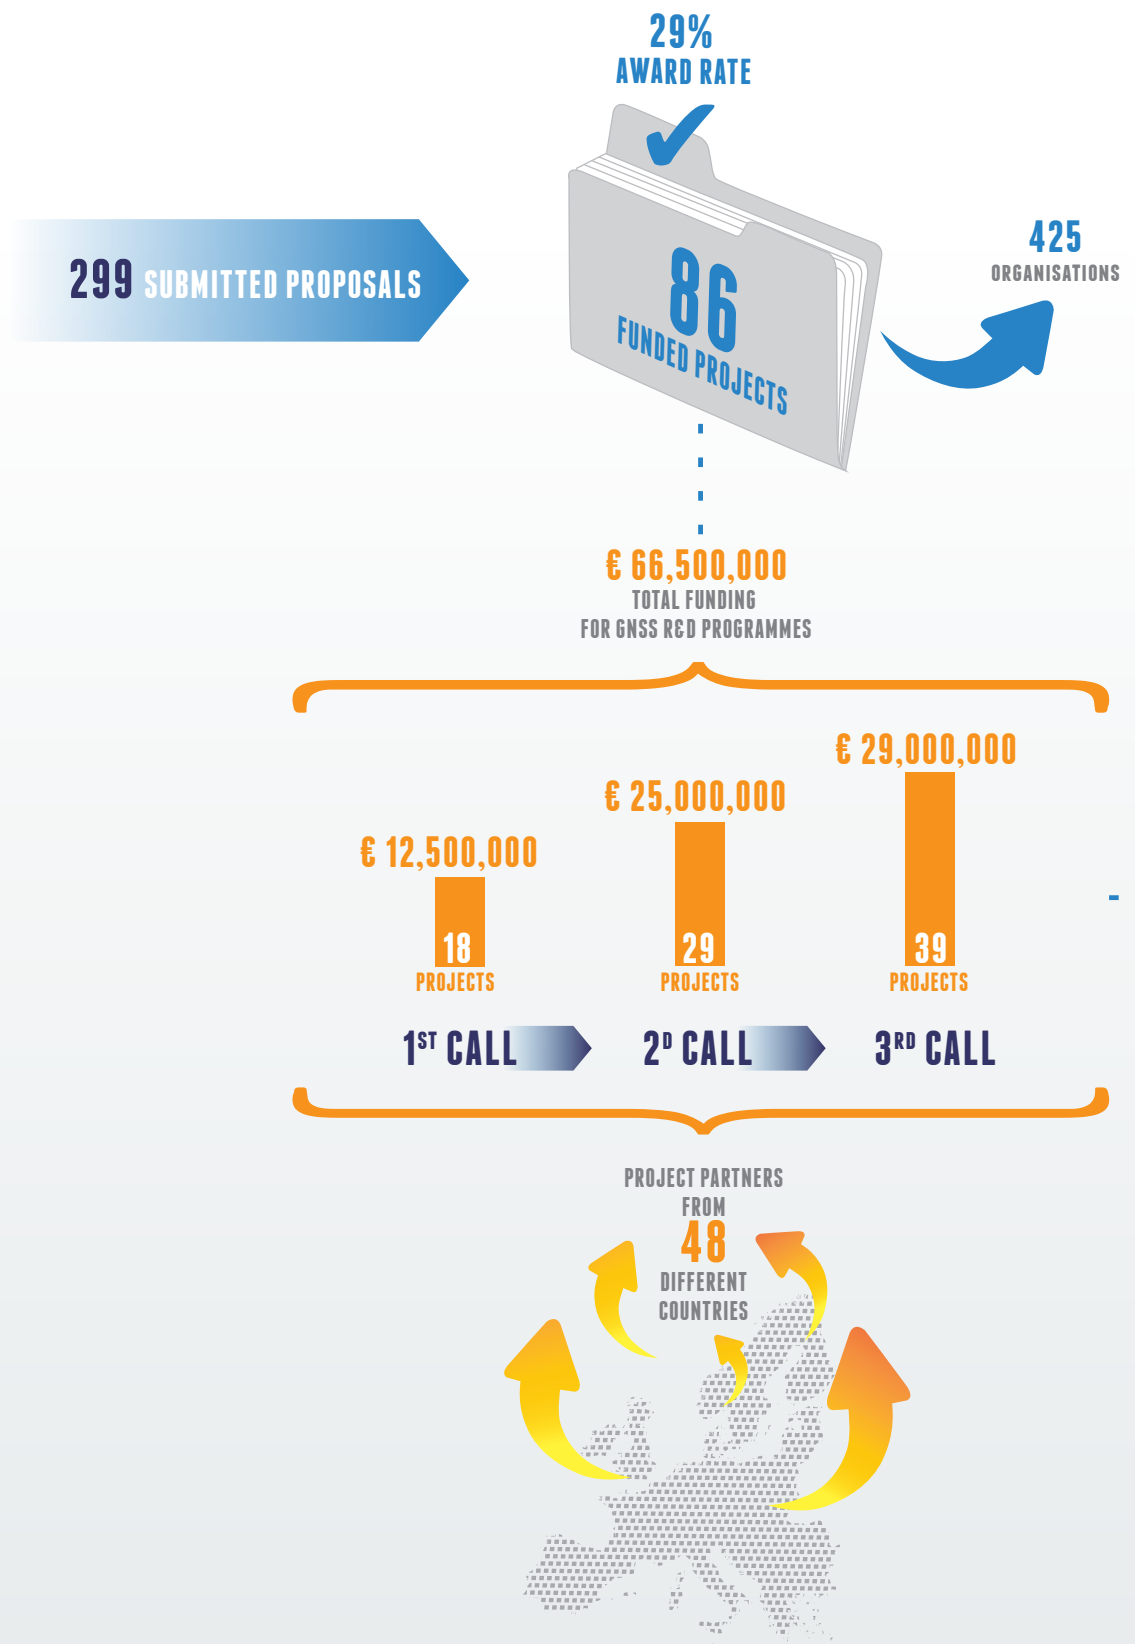 29%
AWARD RATE
299 SUBMITTED PROPOSALS
86
FUNDED PROJECTS
425
ORGANISATIONS
€ 66,500,000
TOTAL FUNDING
FOR GNSS R&D PROGRAMMES
€ 12,500,000
18
PROJECTS
1ST CALL
€ 25,000,000
29
PROJECTS
2D CALL
€ 29,000,000
39
PROJECTS
3RD CALL
PROJECT PARTNERS
FROM
48
DIFFERENT
COUNTRIES